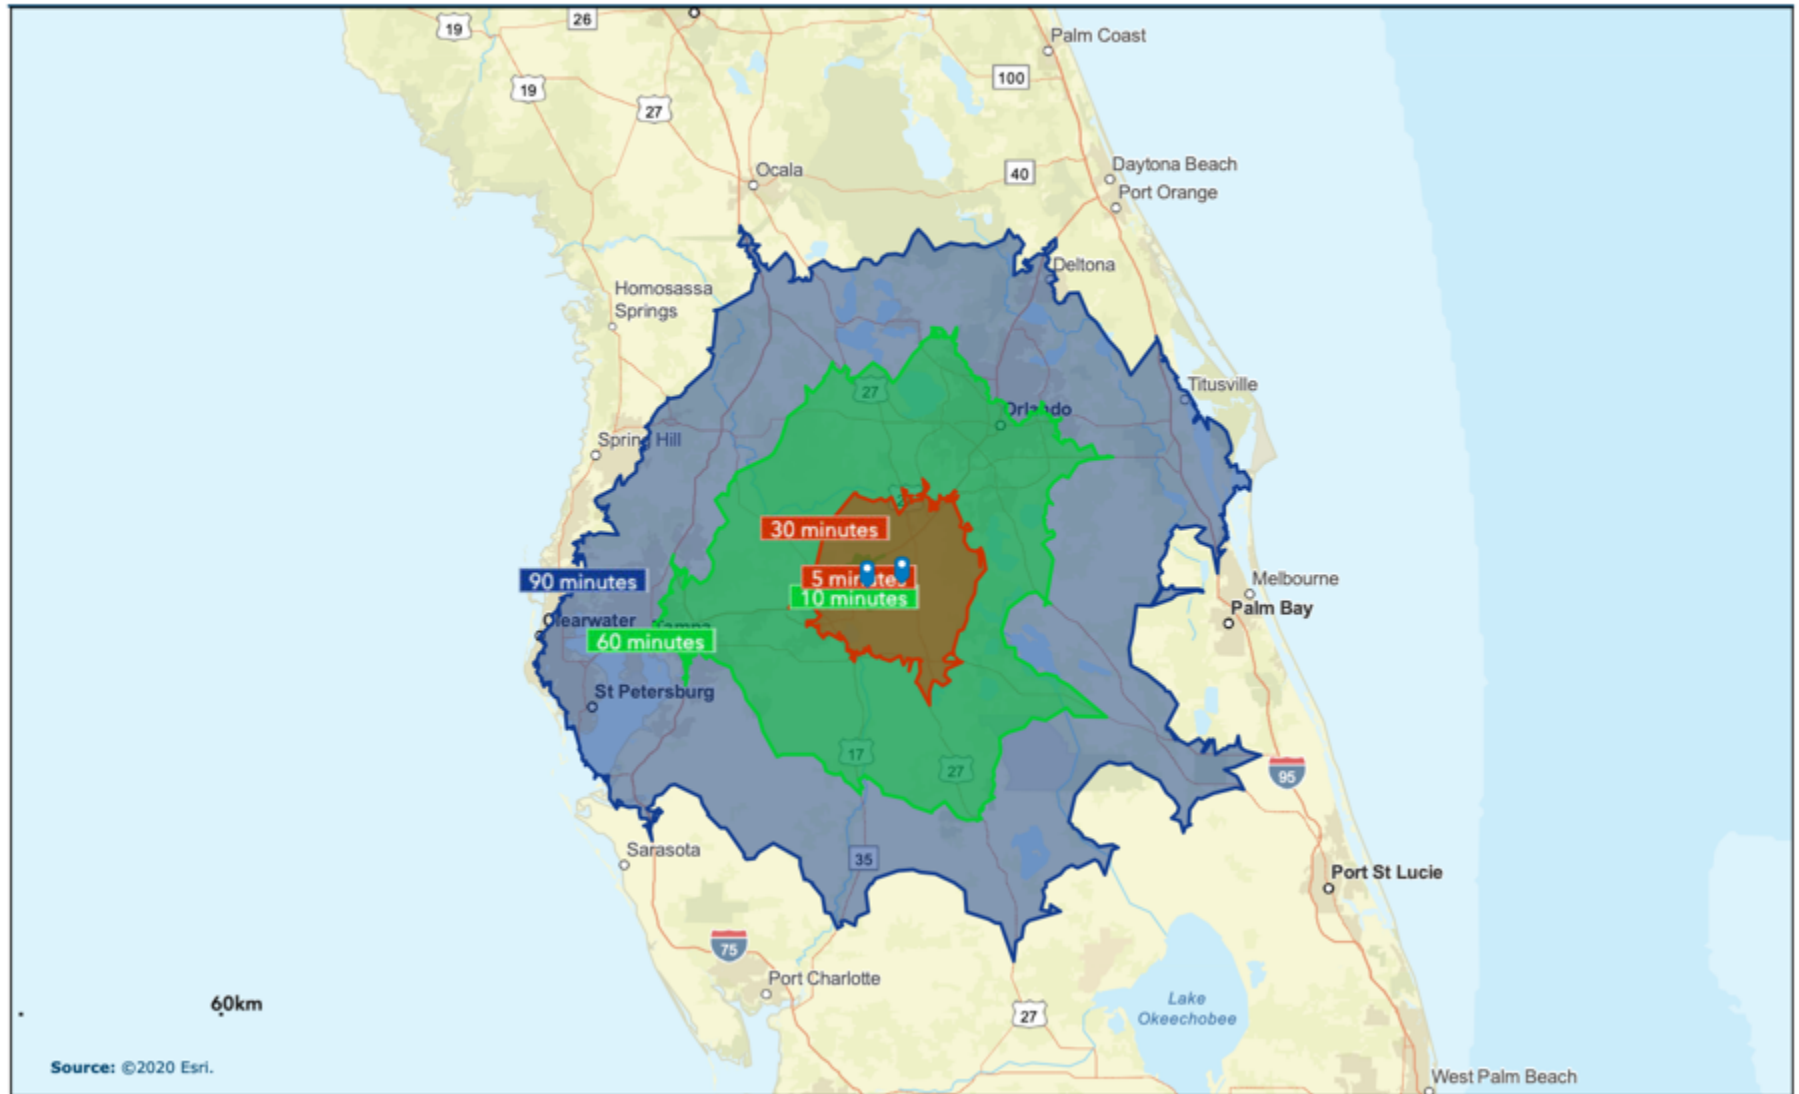 26
19
Palm Coast
100
19
27
Daytona Beach
Ocala
40
Port Orange
Deltona
Homosassa
Springs
Titusville
27
Orlando
Spring Hill
30 minutes
5 minutes
90 minutes
Melbourne
10 minutes
Palm Bay
Clearwater
Tampa
60 minutes
St Petersburg
17
27
95
Sarasota
35
Port St Lucie
75
Port Charlotte
60km
Lake
Okeechobee
27
Source: ©2020 Esri.
West Palm Beach